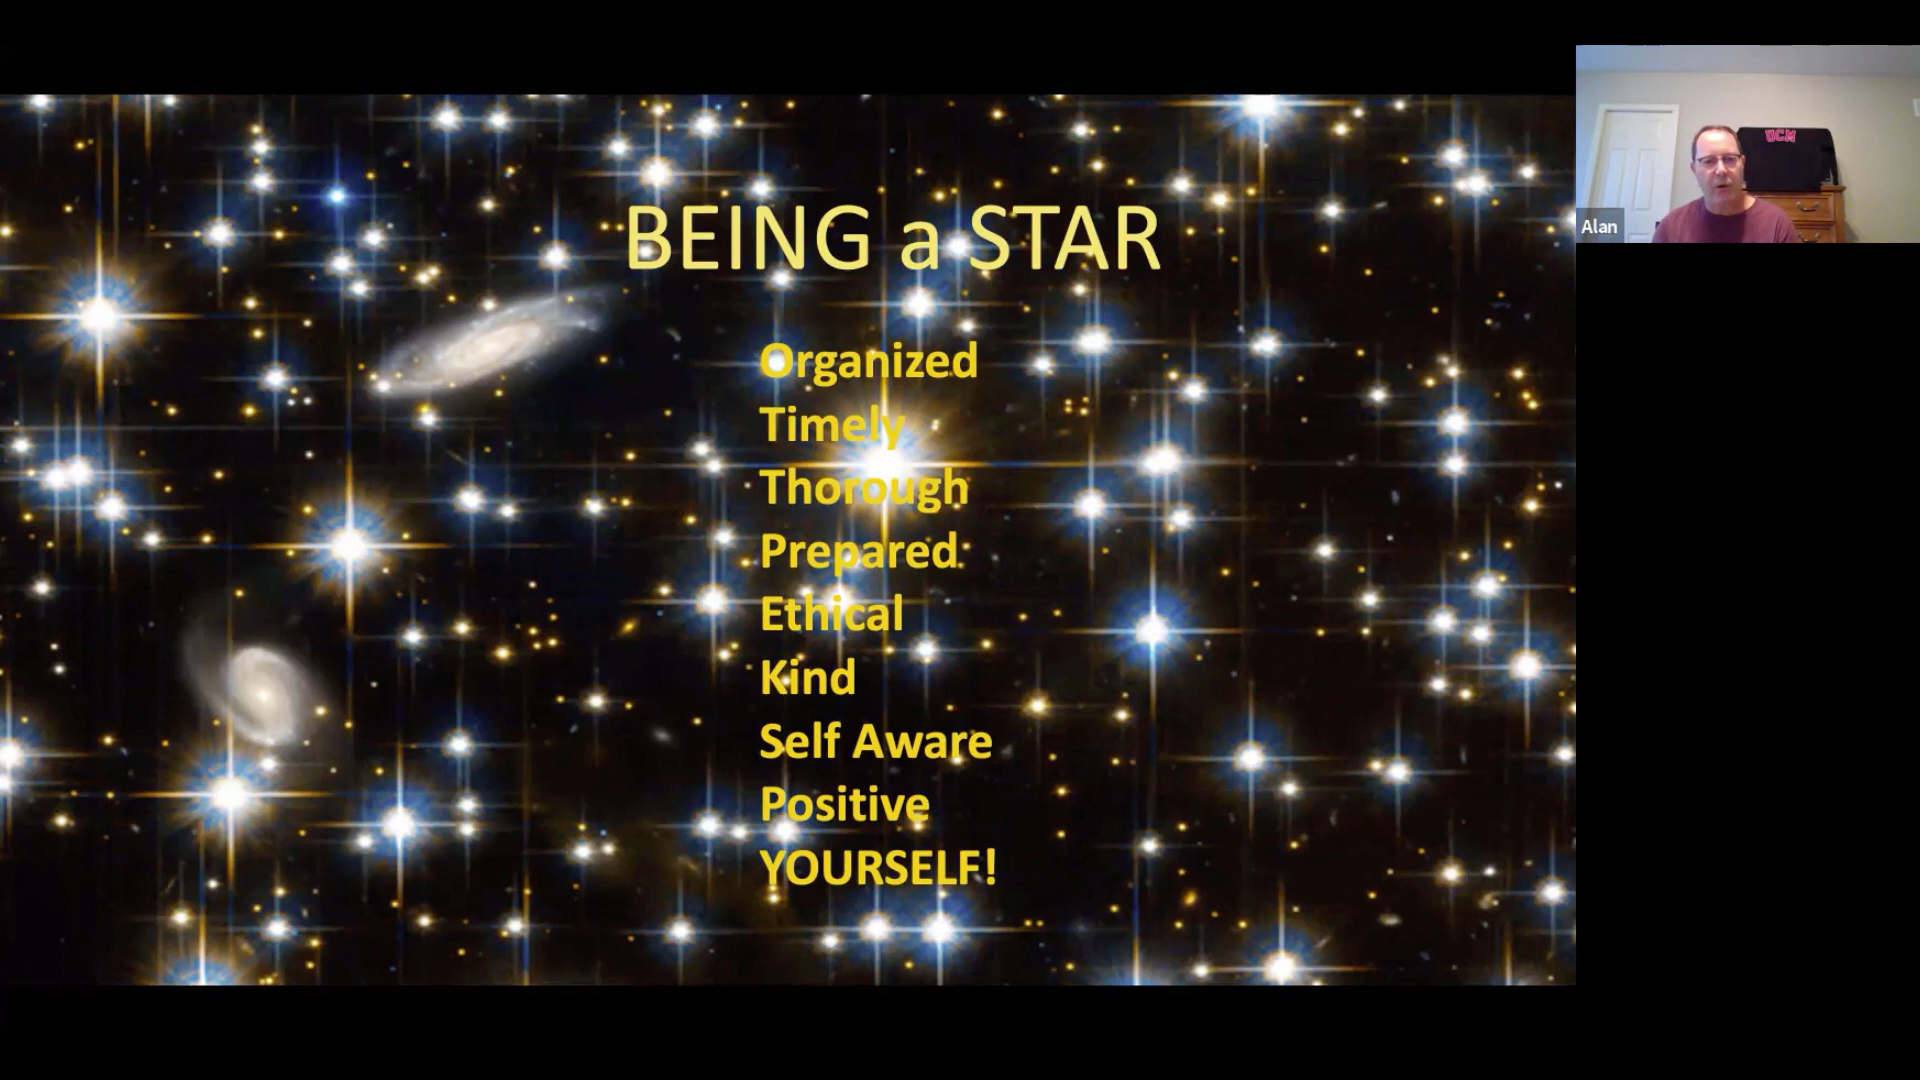 BEING a STAR
Organized
Timely
Thorough
Prepared
Ethical
Kind
Self Aware
Positive
YOURSELF!
UCM
Alan